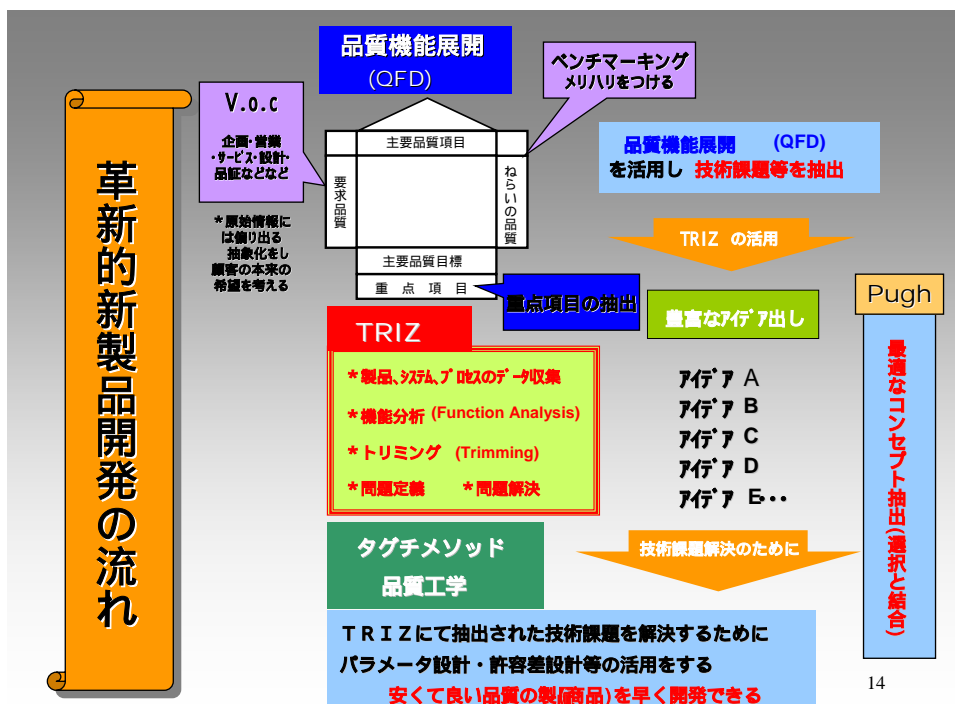 革新的新製品開発の流れ
品質機能展開
(QFD)
V.o.c
企画・営業
・サービス・設計・
品証などなど
*原始情報に
は偏り出る
抽象化をし
顧客の本来の
希望を考える
ベンチマーキング
メリハリをつける
主要品質項目
要求品質
ねらいの品質
主要品質目標
重 点 項 目
重点項目の抽出
品質機能展開 (QFD)
を活用し 技術課題等を抽出
TRIZ の活用
豊富なアイデア出し
アイデア A
アイデア B
アイデア C
アイデア D
アイデア E・・・
Pugh
最適なコンセプト抽出(選択と結合)
TRIZ
*製品、システム、プロセスのデータ収集
*機能分析 (Function Analysis)
*トリミング (Trimming)
*問題定義 *問題解決
タグチメソッド
品質工学
技術課題解決のために
TRIZにて抽出された技術課題を解決するために
パラメータ設計・許容差設計等の活用をする
安くて良い品質の製(商品)を早く開発できる
14